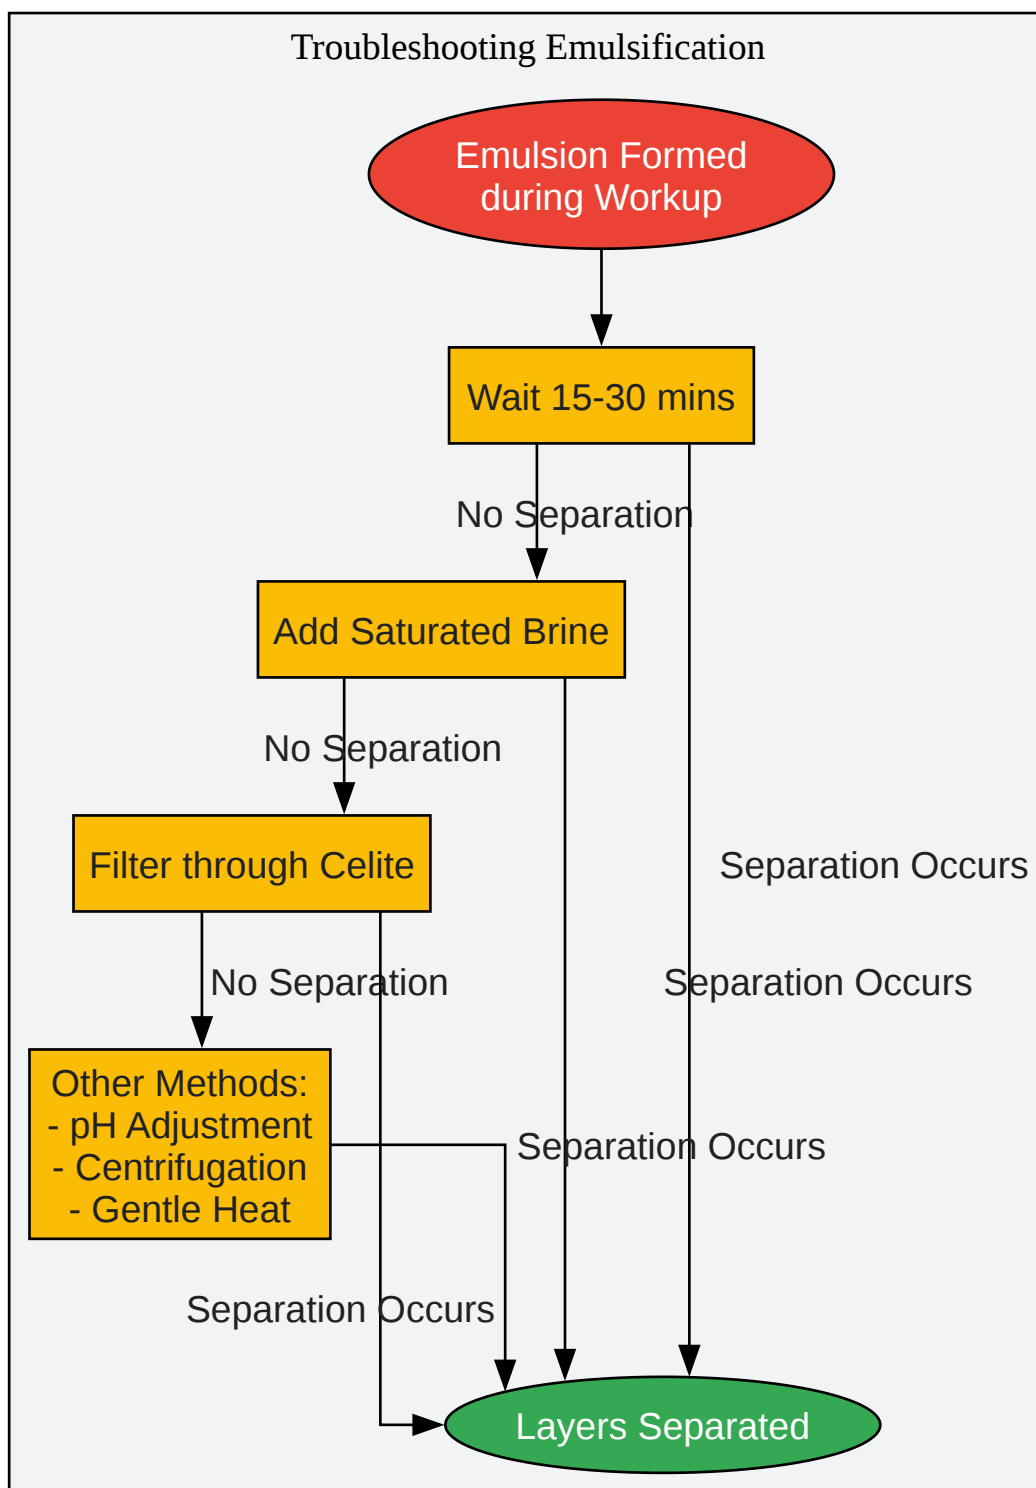 Troubleshooting Emulsification
Emulsion Formed
during Workup
Wait 15-30 mins
No Separation
Add Saturated Brine
No Separation
Filter through Celite
Separation Occurs
No Separation
Separation Occurs
Other Methods:
- pH Adjustment
- Centrifugation
- Gentle Heat
Separation Occurs
Separation Occurs
Layers Separated